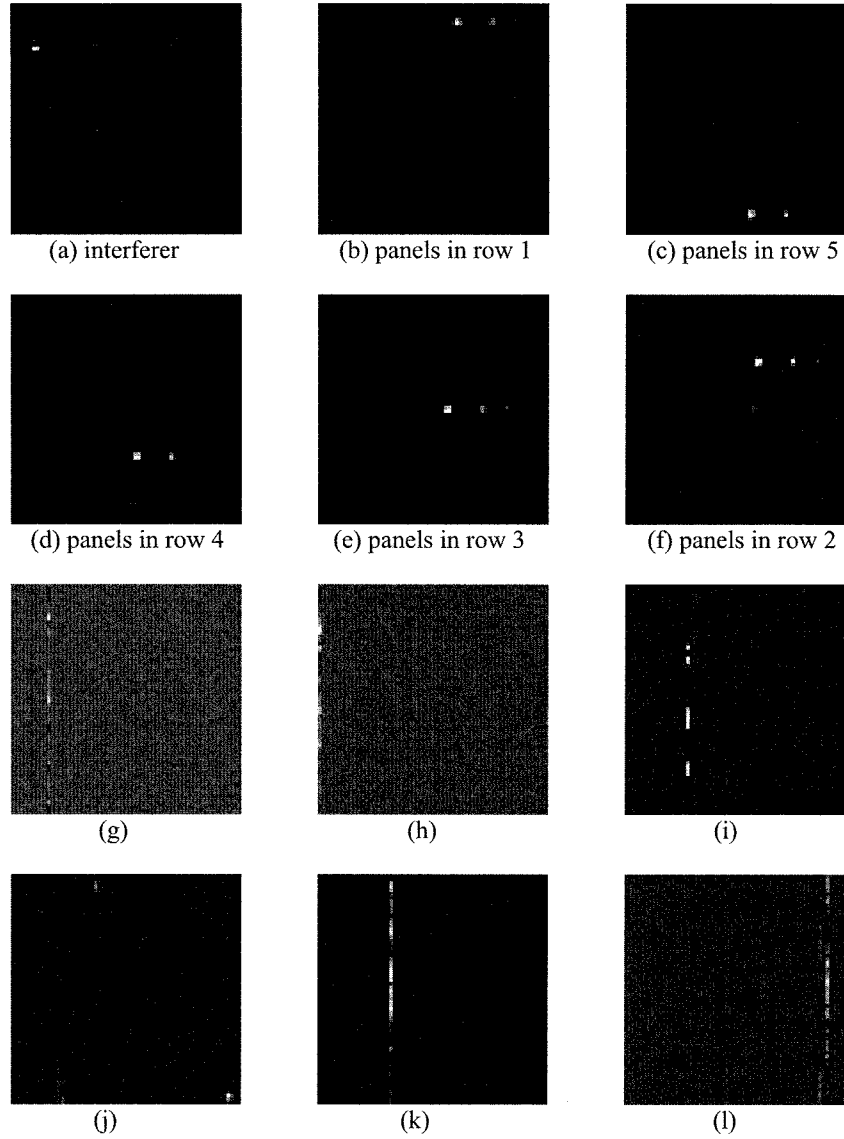 (a) interferer
(b) panels in row 1
(c) panels in row 5
(d) panels in row 4
(e) panels in row 3
(f) panels in row 2
(g)
(h)
(i)
(j)
(k)
(l)